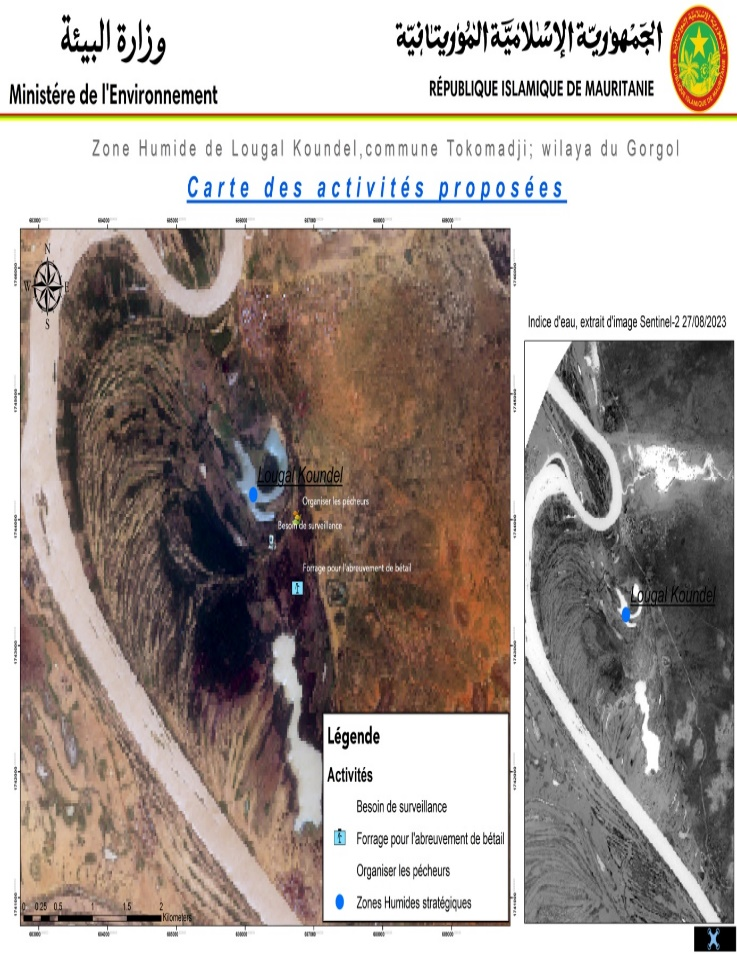 وزارة البيئة
الجمهورية الإسلامية الموريتانية
Ministére de l'Environnement
RÉPUBLIQUE ISLAMIQUE DE MAURITANIE
Zone Humide de Lougal Koundel,commune Tokomadji; wilaya du Gorgol
Carte des activités proposées
N
W E
S
Lougal Koundel
Organiser les pêcheurs
Besoin de surveillance
Forrage pour l'abreuvement de bétail
Légende
Activités
Besoin de surveillance
Forrage pour l'abreuvement de bétail
Organiser les pécheurs
Zones Humides stratégiques
0 0.25 0.5 1 1.5 2
Kilometers
Indice d'eau, extrait d'image Sentinel-2 27/08/2023
Lougal Koundel